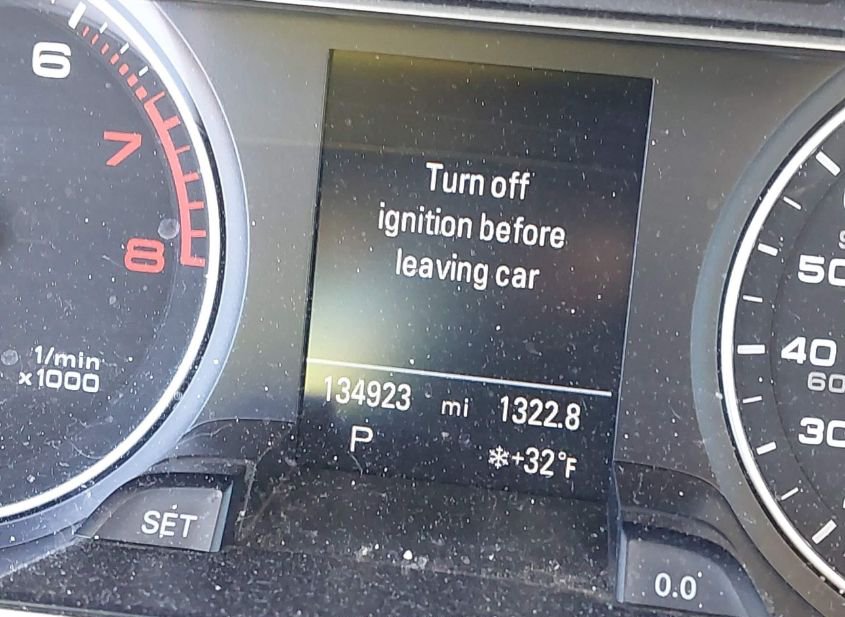 6
7
8
1/min
x1000
Turn off
ignition before
leaving car
134923 mi 1322.8
P
❄+32°F
SET
0.0
50
40
60
30